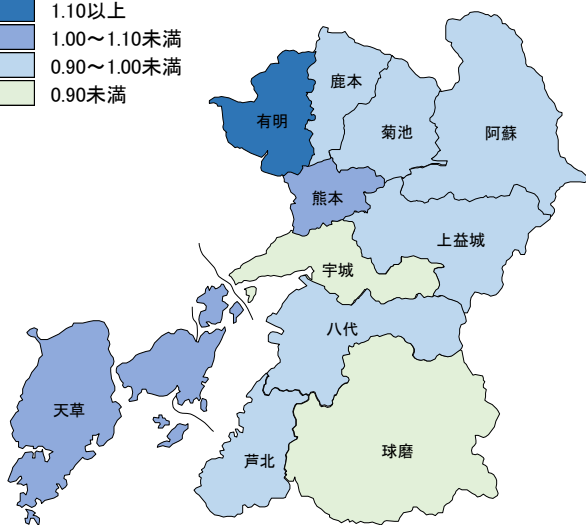 1.10以上
1.00～1.10未満
0.90～1.00未満
0.90未満
鹿本
有明
菊池
阿蘇
熊本
上益城
宇城
八代
天草
球磨
芦北